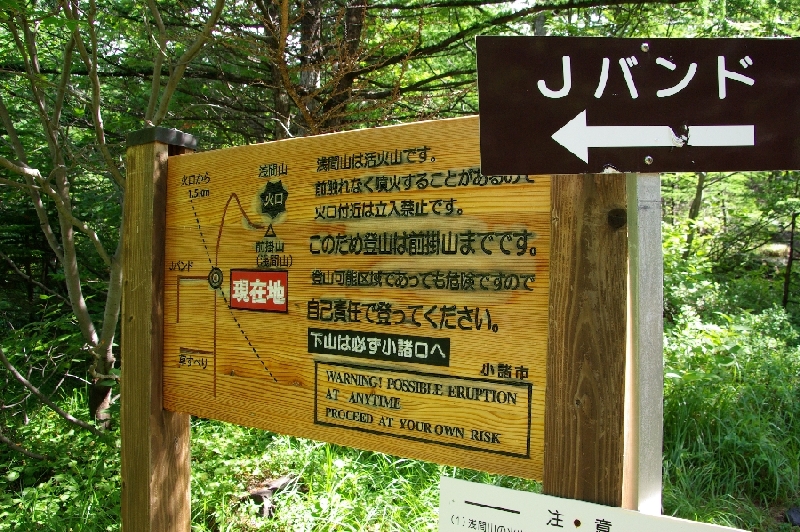 Jバンド
浅間山は活火山です。
前触れなく噴火することがあるので
火口付近は立入禁止です。
このため登山は前掛山までです。
登山可能区域であっても危険ですので
自己責任で登ってください。
下山は必ず小諸口へ
小諸市
WARNING! POSSIBLE ERUPTION
AT ANYTIME
PROCEED AT YOUR OWN RISK
火口から
1.5㎞
浅間山
火口
前掛山
(浅間山)
Jバンド
現在地
草すべり
注・意
(1)浅間山の